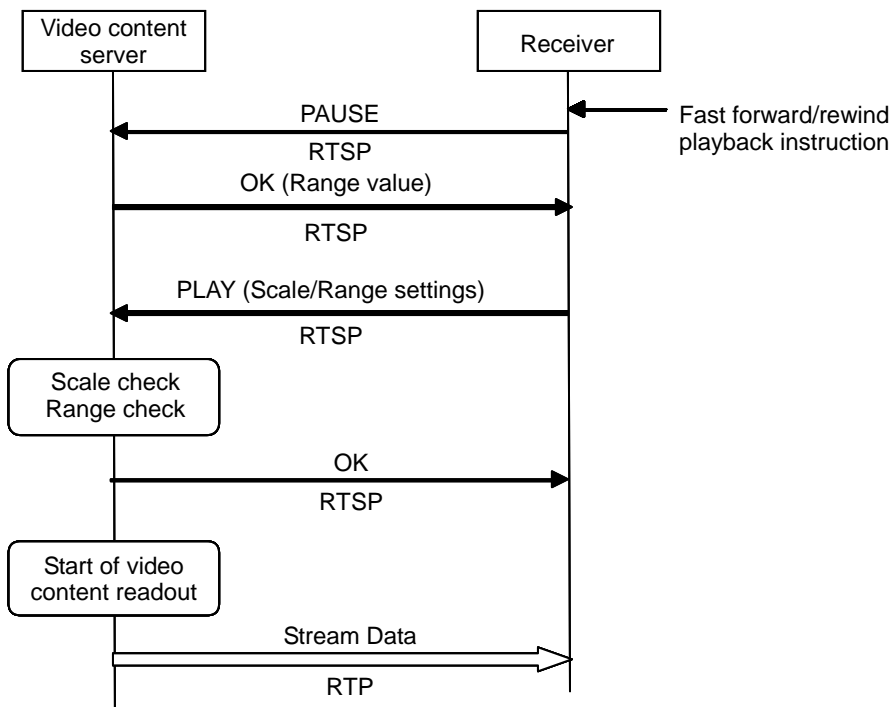 Video content
server
Receiver
Fast forward/rewind
playback instruction
PAUSE
RTSP
OK (Range value)
RTSP
PLAY (Scale/Range settings)
RTSP
Scale check
Range check
OK
RTSP
Start of video
content readout
Stream Data
RTP